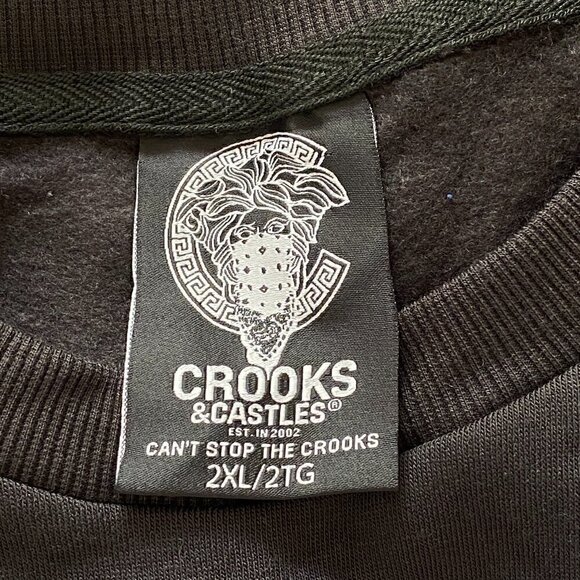 CROOKS
&CASTLES®
EST. IN 2002
CAN'T STOP THE CROOKS
2XL/2TG